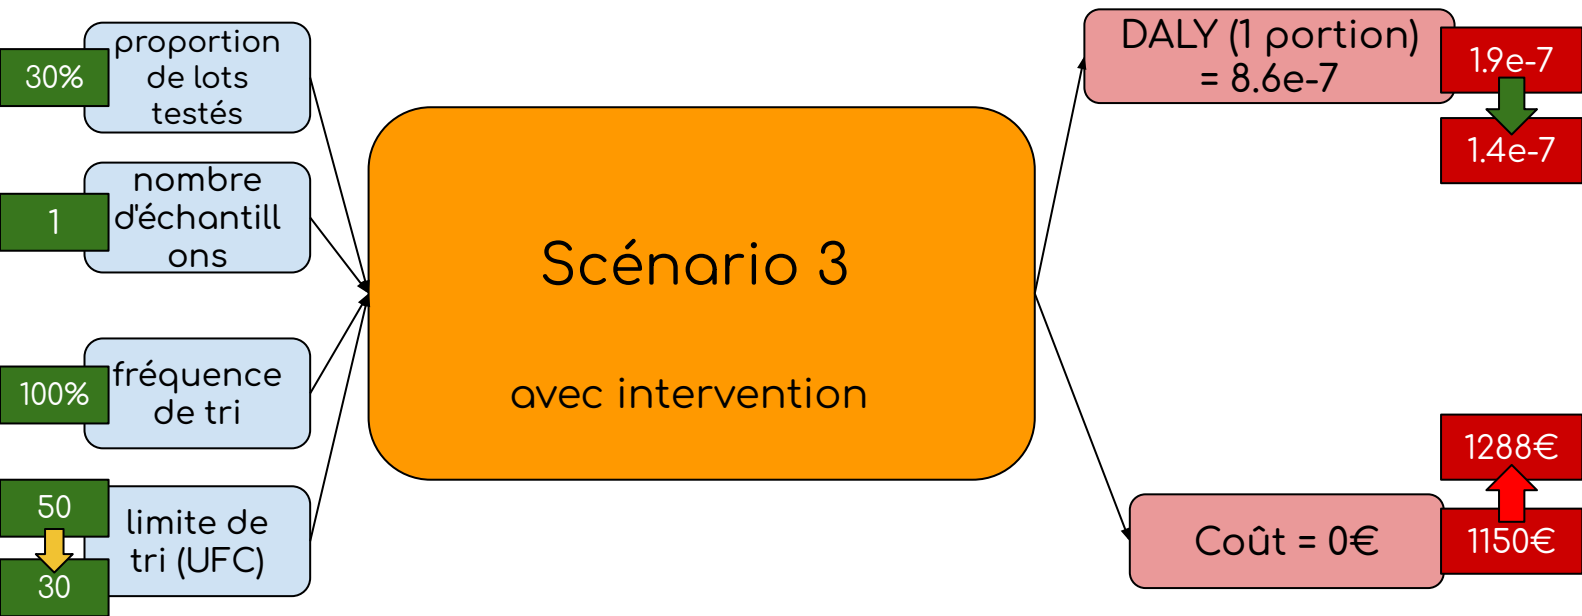 30%
proportion
de lots
testés
1
nombre
d'échantill
ons
100%
fréquence
de tri
50
30
limite de
tri (UFC)
Scénario 3
avec intervention
DALY (1 portion)
= 8.6e-7
1.9e-7
1.4e-7
1288€
Coût = 0€
1150€